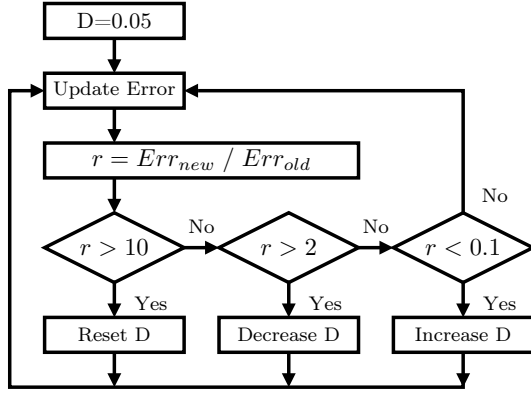 D=0.05
Update Error
r = Err_new / Err_old
No
r > 10
No
r > 2
No
r < 0.1
Yes
Yes
Yes
Reset D
Decrease D
Increase D